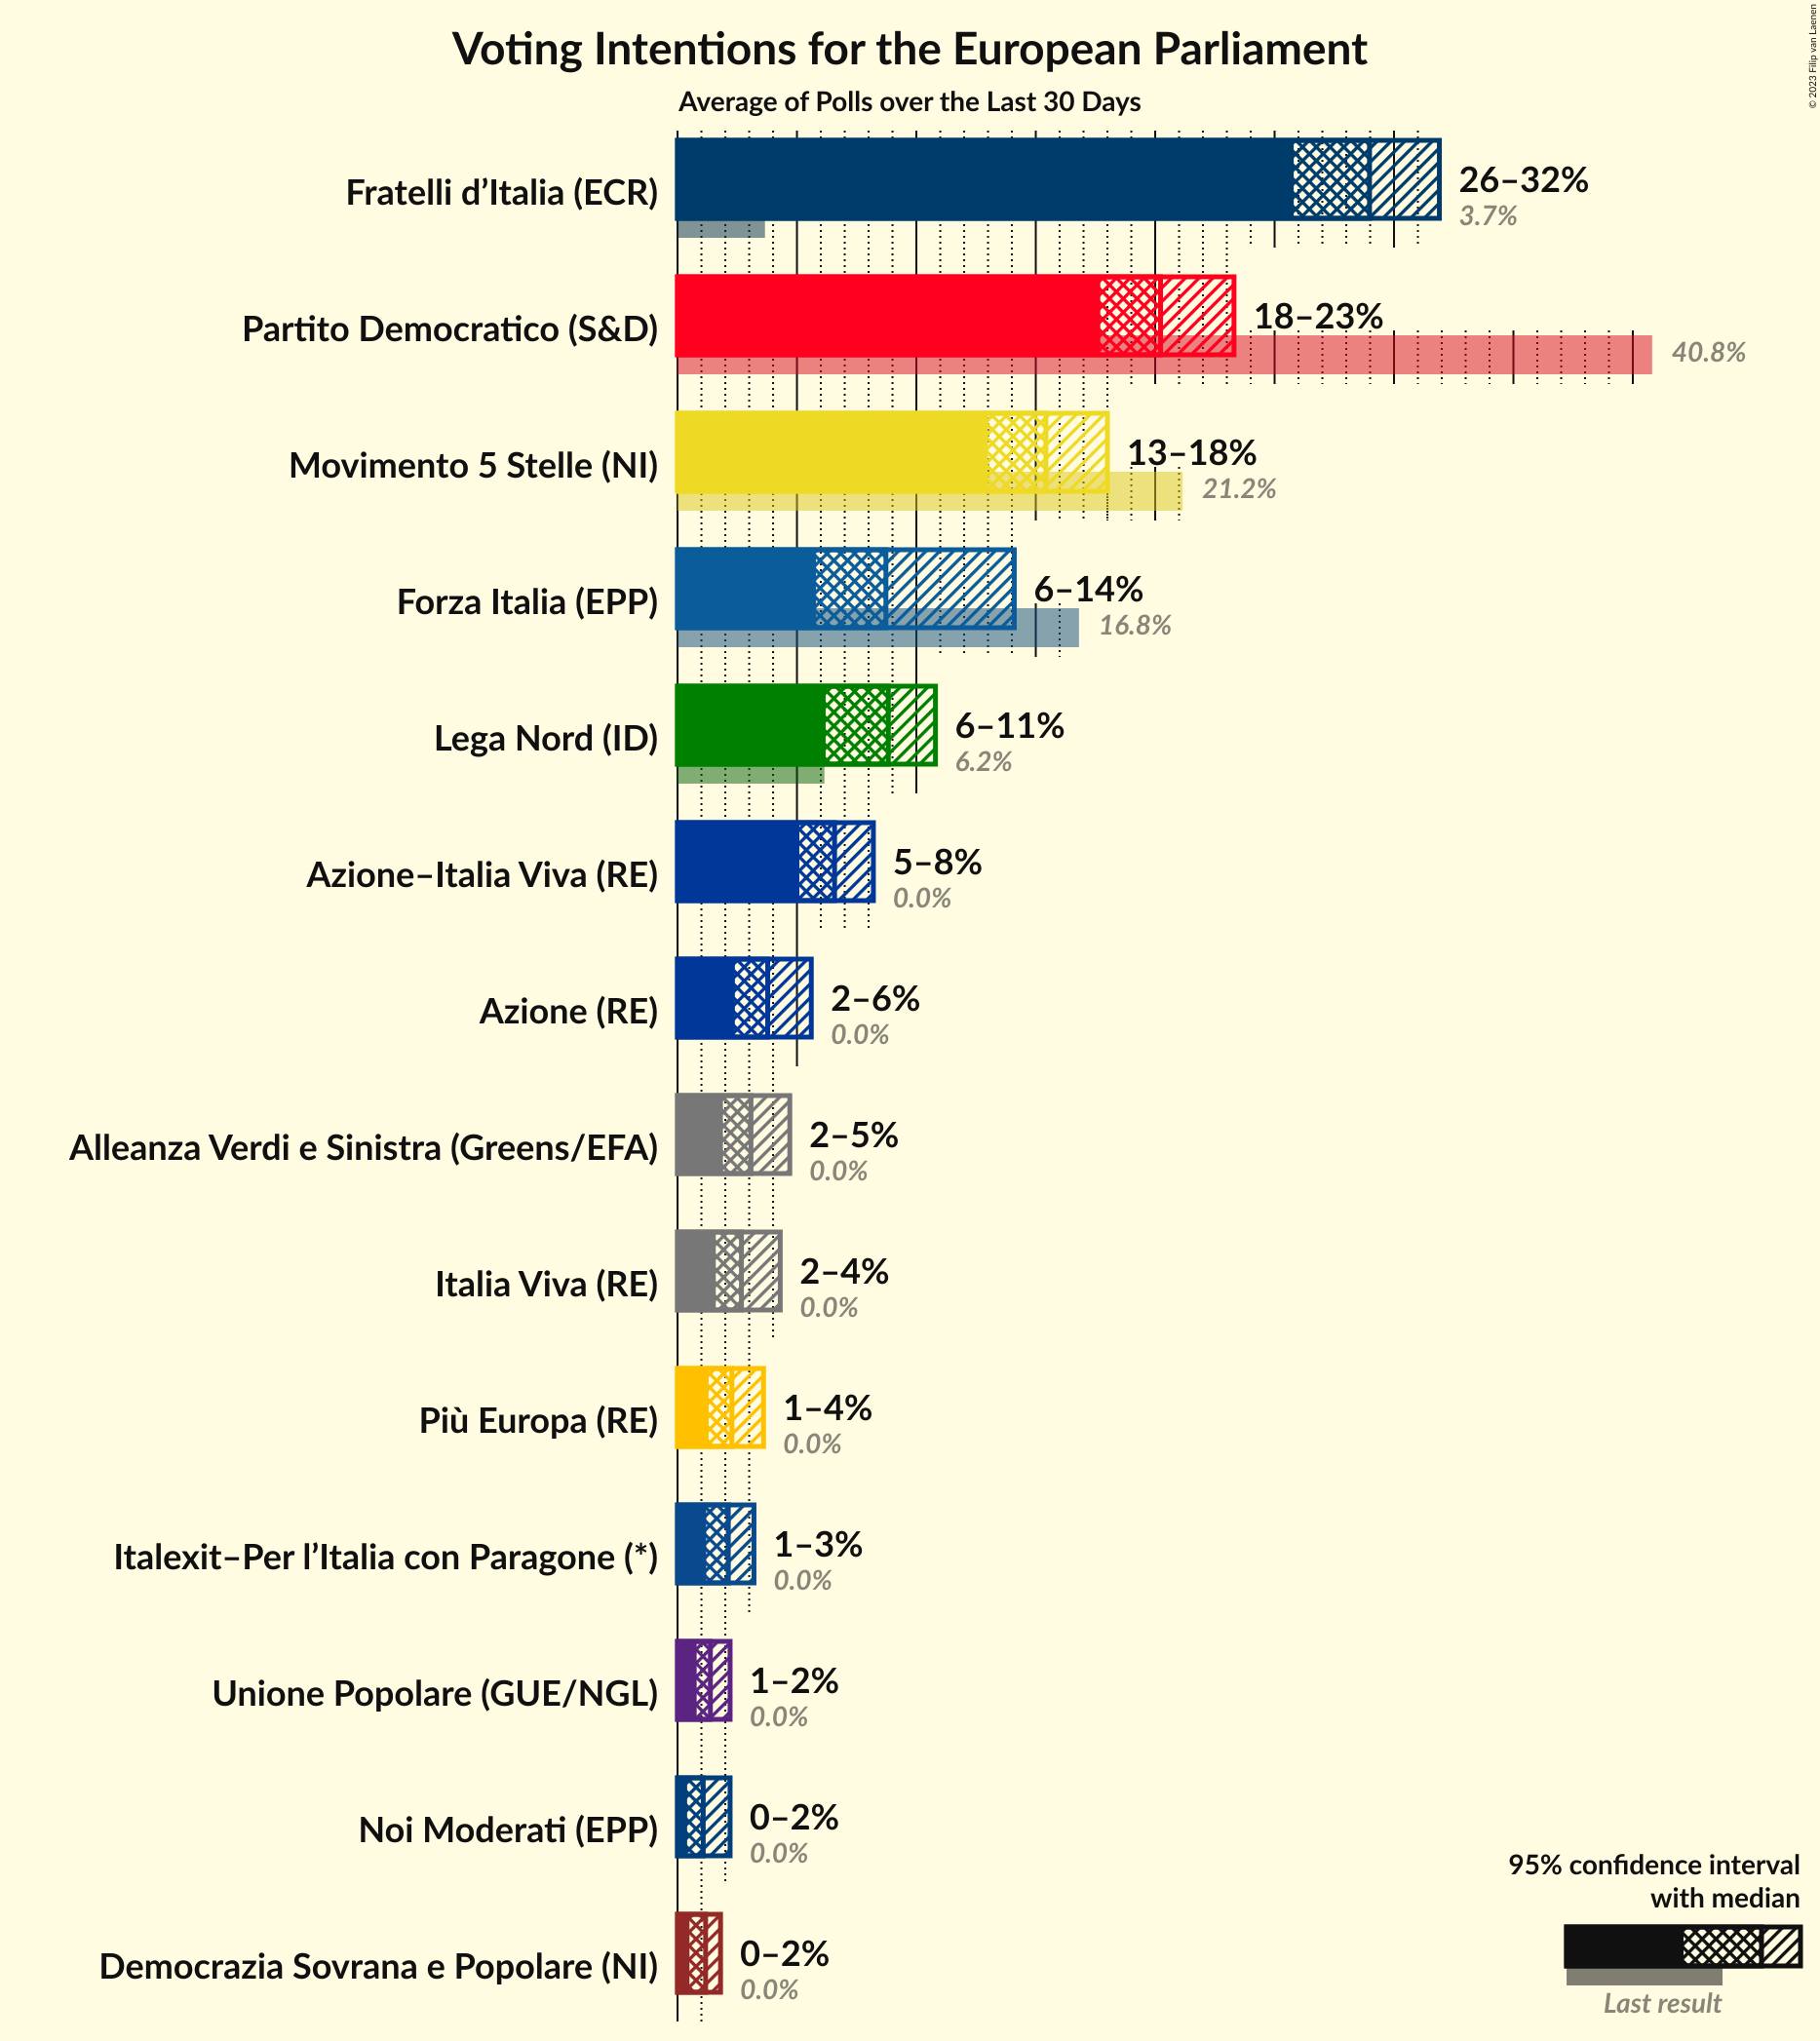 Voting Intentions for the European Parliament
Average of Polls over the Last 30 Days
© 2023 Filip van Laenen
Fratelli d’Italia (ECR)
26–32%
3.7%
Partito Democratico (S&D)
18–23%
40.8%
Movimento 5 Stelle (NI)
13–18%
21.2%
Forza Italia (EPP)
6–14%
16.8%
Lega Nord (ID)
6–11%
6.2%
Azione–Italia Viva (RE)
5–8%
0.0%
Azione (RE)
2–6%
0.0%
Alleanza Verdi e Sinistra (Greens/EFA)
2–5%
0.0%
Italia Viva (RE)
2–4%
0.0%
Più Europa (RE)
1–4%
0.0%
Italexit–Per l’Italia con Paragone (*)
1–3%
0.0%
Unione Popolare (GUE/NGL)
1–2%
0.0%
Noi Moderati (EPP)
0–2%
0.0%
Democrazia Sovrana e Popolare (NI)
0–2%
0.0%
95% confidence interval
with median
Last result